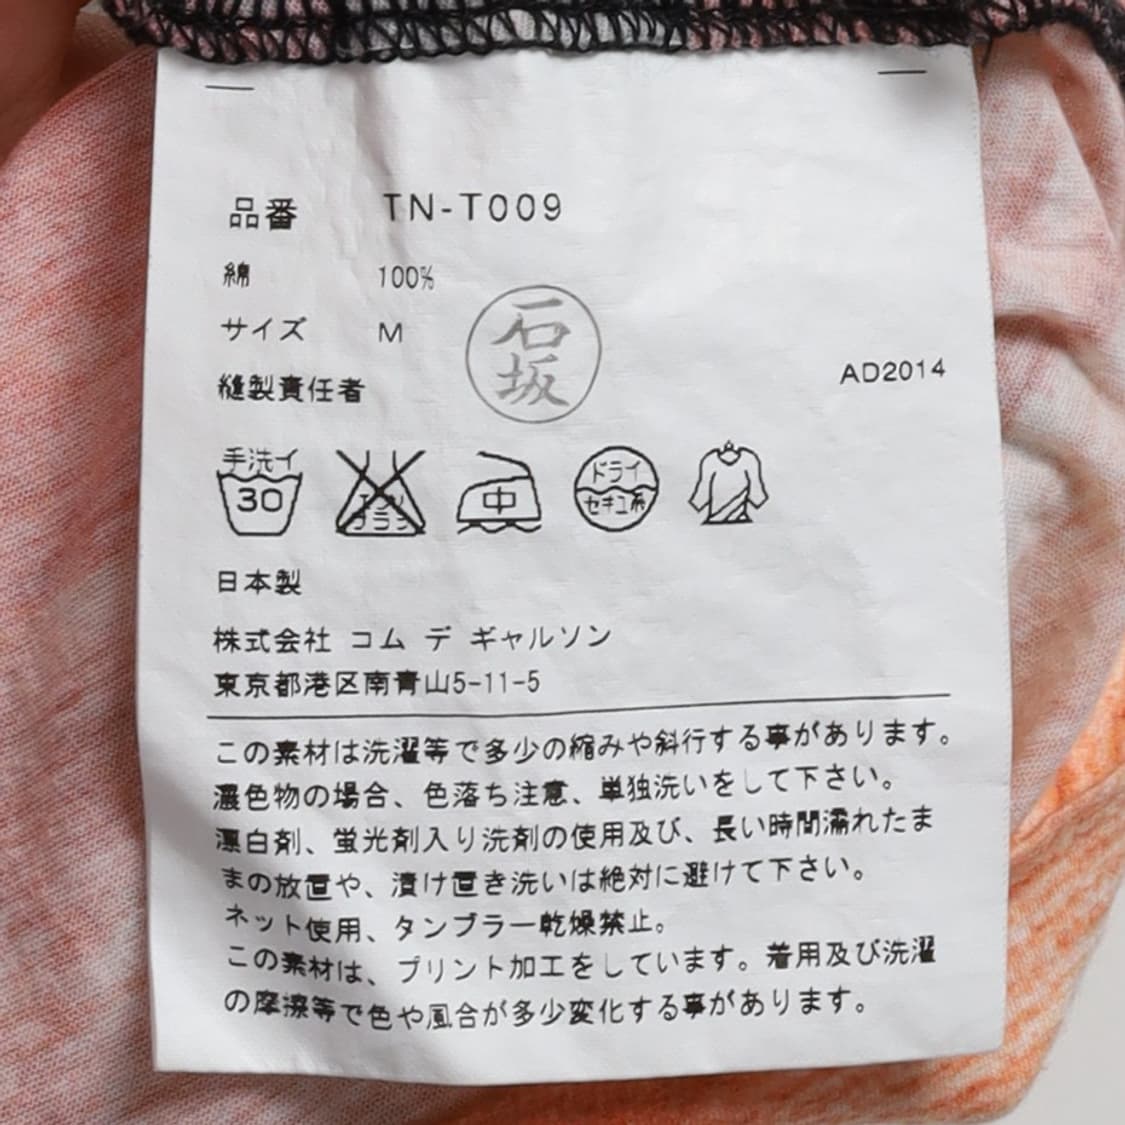 品番 TN-T009
綿 100%
サイズ M
石坂
縫製責任者
AD2014
手洗イ
30
エンソ
フラシ
中
ドライ
セキユ系
日本製
株式会社 コム デ ギャルソン
東京都港区南青山5-11-5
この素材は洗濯等で多少の縮みや斜行する事があります。
濃色物の場合、色落ち注意、単独洗いをして下さい。
漂白剤、蛍光剤入り洗剤の使用及び、長い時間濡れたま
まの放置や、漬け置き洗いは絶対に避けて下さい。
ネット使用、タンブラー乾燥禁止。
この素材は、プリント加工をしています。着用及び洗濯
の摩擦等で色や風合が多少変化する事があります。